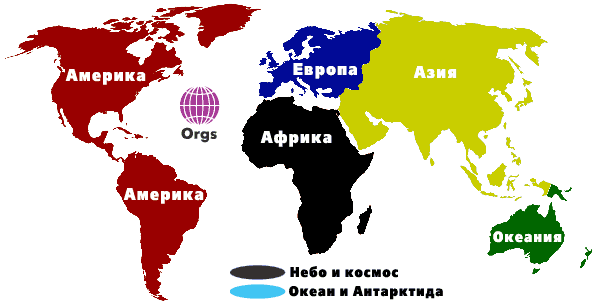 Европа
Азия
Америка
Orgs
Африка
Америка
Океания
Небо и космос
Океан и Антарктида